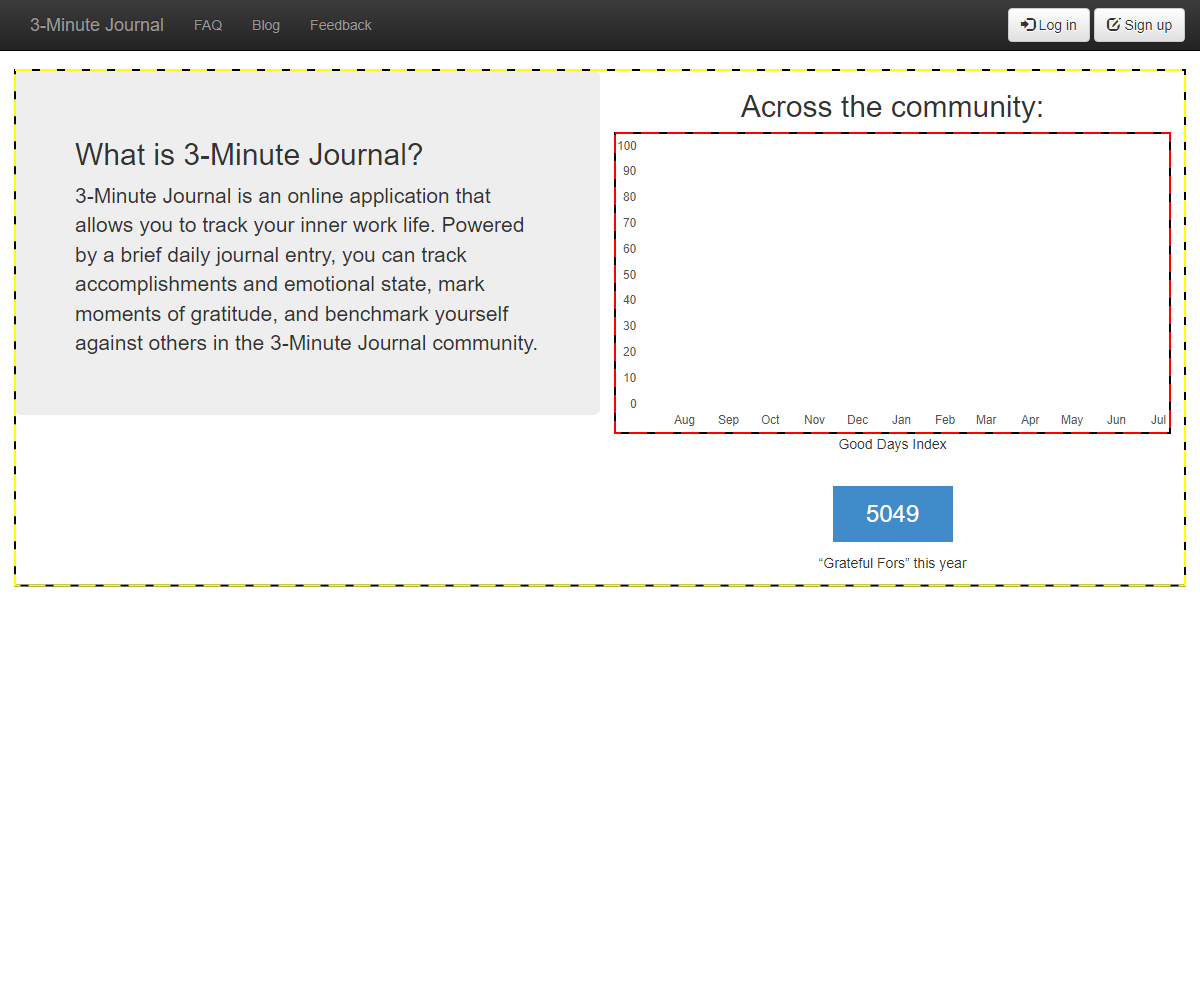 3-Minute Journal FAQ Blog Feedback Log in Sign up
What is 3-Minute Journal?
3-Minute Journal is an online application that
allows you to track your inner work life. Powered
by a brief daily journal entry, you can track
accomplishments and emotional state, mark
moments of gratitude, and benchmark yourself
against others in the 3-Minute Journal community.
Across the community:
100
90
80
70
60
50
40
30
20
10
0
Aug Sep Oct Nov Dec Jan Feb Mar Apr May Jun Jul
Good Days Index
5049
“Grateful Fors” this year